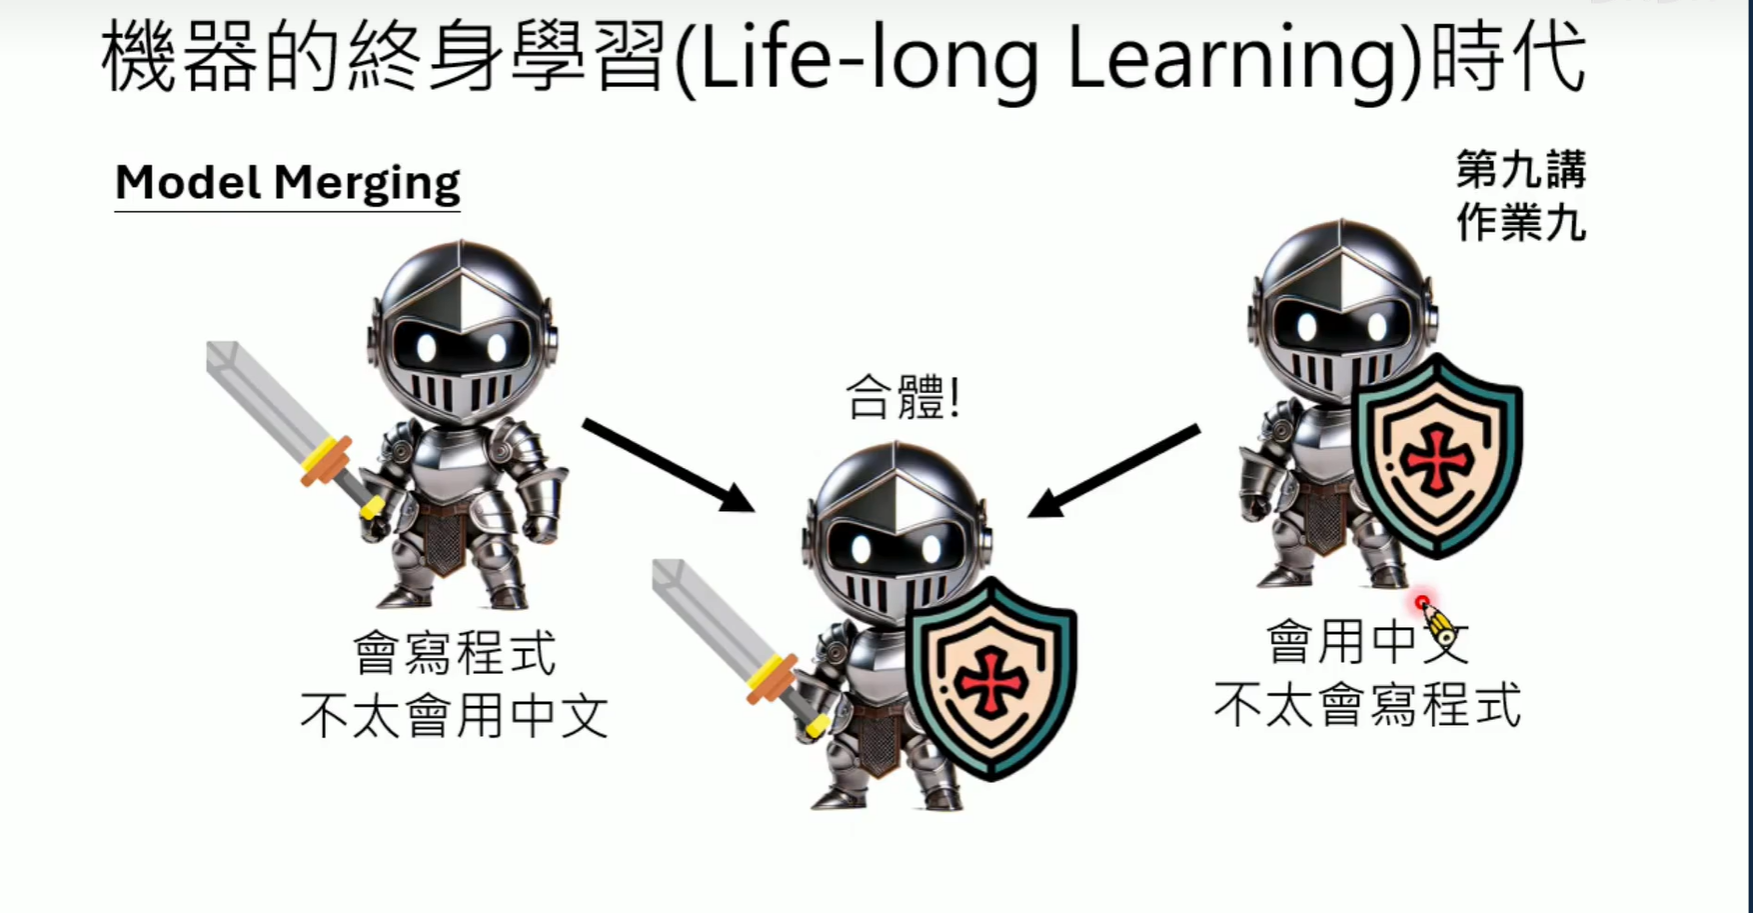 機器的終身學習(Life-long Learning)時代
Model Merging
第九講
作業九
合體!
會寫程式
不太會用中文
會用中文
不太會寫程式